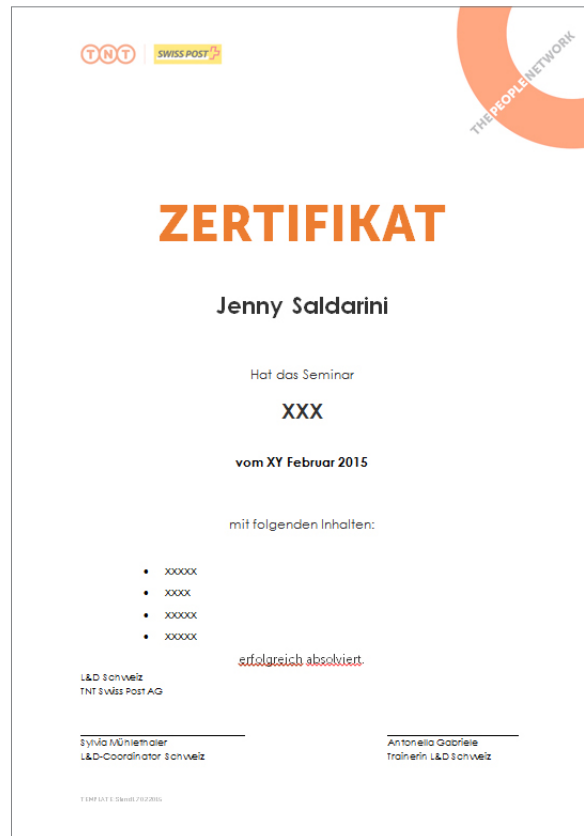 TNT SWISS POST
THE PEOPLE NETWORK
ZERTIFIKAT
Jenny Saldarini
Hat das Seminar
XXX
vom XY Februar 2015
mit folgenden Inhalten:
• XXXXX
• XXXX
• XXXXX
• XXXXX
erfolgreich absolviert.
L&D Schweiz
TNT Swiss Post AG
Sylvia Mühlethaler Antonella Gabriele
L&D-Coordinator Schweiz Trainerin L&D Schweiz
TEMPLATE